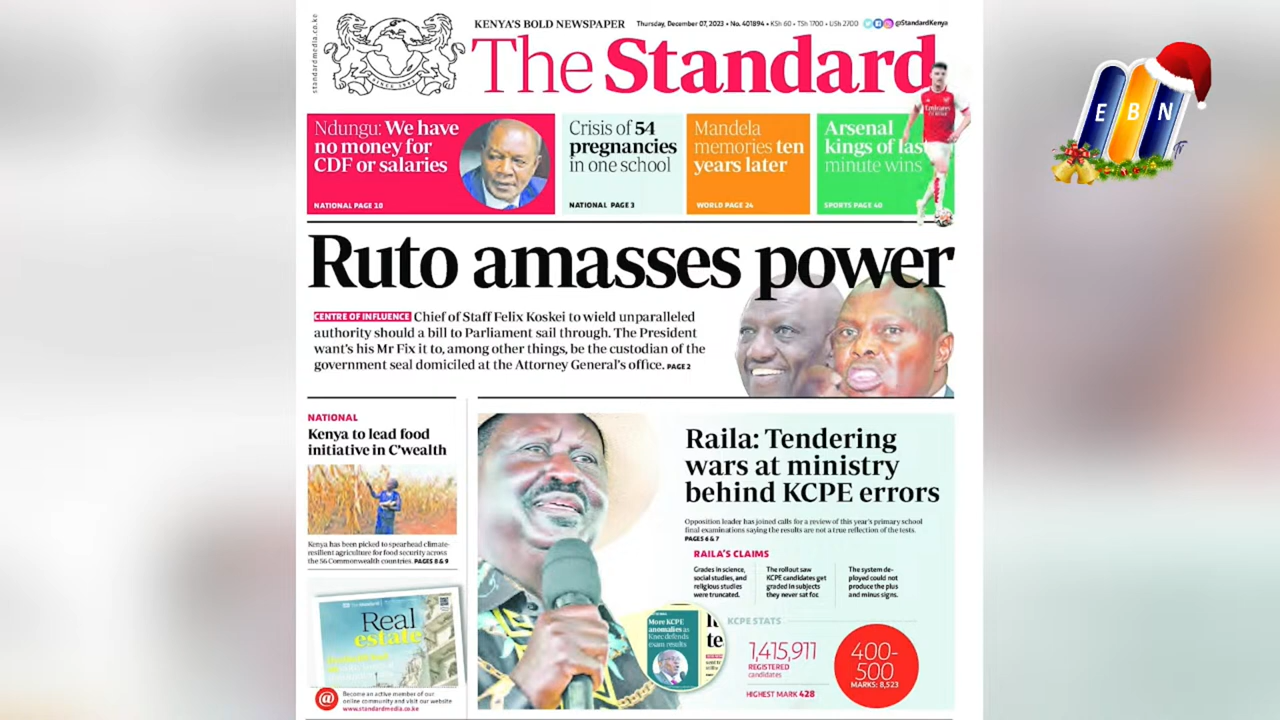 standardmedia.co.ke
KENYA'S BOLD NEWSPAPER
Thursday, December 07, 2023 • No. 401894 • KSh 60 • TSh 1700 • USh 2700
@StandardKenya
The Standard
Ndungu: We have
no money for
CDF or salaries
NATIONAL PAGE 10
Crisis of 54
pregnancies
in one school
NATIONAL PAGE 3
Mandela
memories ten
years later
WORLD PAGE 24
Arsenal
kings of last
minute wins
SPORTS PAGE 40
Emirates
EBN
TV
Ruto amasses power
CENTRE OF INFLUENCE Chief of Staff Felix Koskei to wield unparalleled
authority should a bill to Parliament sail through. The President
want's his Mr Fix it to, among other things, be the custodian of the
government seal domiciled at the Attorney General's office. PAGE 2
NATIONAL
Kenya to lead food
initiative in C'wealth
Kenya has been picked to spearhead climate-
resilient agriculture for food security across
the 56 Commonwealth countries. PAGES 8 & 9
Real
estate
Become an active member of our
online community and visit our website
www.standardmedia.co.ke
Raila: Tendering
wars at ministry
behind KCPE errors
Opposition leader has joined calls for a review of this year's primary school
final examinations saying the results are not a true reflection of the tests.
PAGES 6 & 7
RAILA'S CLAIMS
Grades in science,
social studies, and
religious studies
were truncated.
The rollout saw
KCPE candidates get
graded in subjects
they never sat for.
The system de-
ployed could not
produce the plus
and minus signs.
More KCPE
anomalies as
Knec defends
exam results
te
KCPE STATS
1,415,911
REGISTERED
candidates
HIGHEST MARK 428
400-
500
MARKS: 8,523